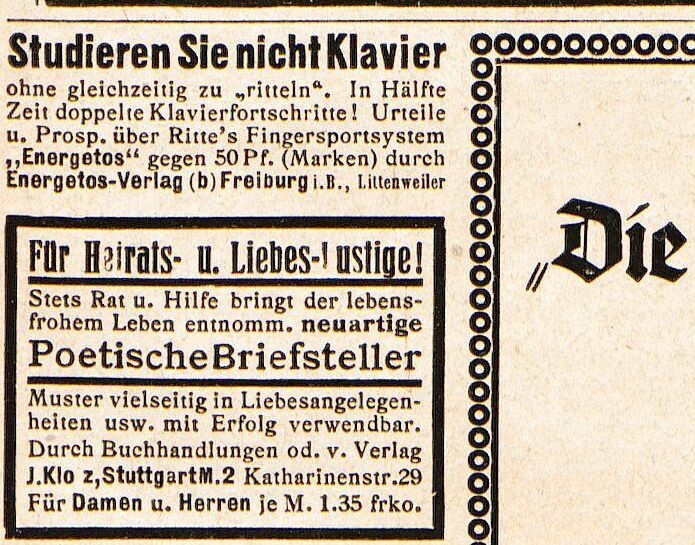 Studieren Sie nicht Klavier
ohne gleichzeitig zu „ritteln“. In Hälfte
Zeit doppelte Klavierfortschritte! Urteile
u. Prosp. über Ritte's Fingersportsystem
„Energetos“ gegen 50 Pf. (Marken) durch
Energetos-Verlag (b) Freiburg i.B., Littenweiler
Für Heirats- u. Liebes-Lustige!
Stets Rat u. Hilfe bringt der lebens-
frohem Leben entnomm. neuartige
Poetische Briefsteller
Muster vielseitig in Liebesangelegen-
heiten usw. mit Erfolg verwendbar.
Durch Buchhandlungen od. v. Verlag
J. Klo z, Stuttgart M. 2 Katharinenstr. 29
Für Damen u. Herren je M. 1.35 frko.
„Die